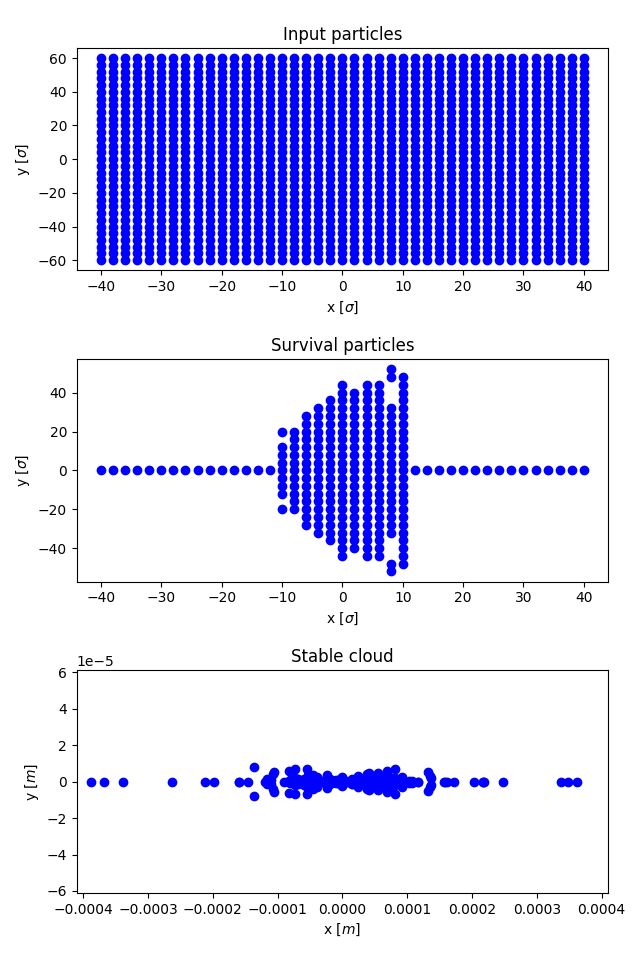 Input particles
60
40
20
0
−20
−40
−60
y [σ]
−40 −30 −20 −10 0 10 20 30 40
x [σ]
Survival particles
40
20
0
−20
−40
y [σ]
−40 −30 −20 −10 0 10 20 30 40
x [σ]
Stable cloud
1e−5
6
4
2
0
−2
−4
−6
y [m]
−0.0004 −0.0003 −0.0002 −0.0001 0.0000 0.0001 0.0002 0.0003 0.0004
x [m]